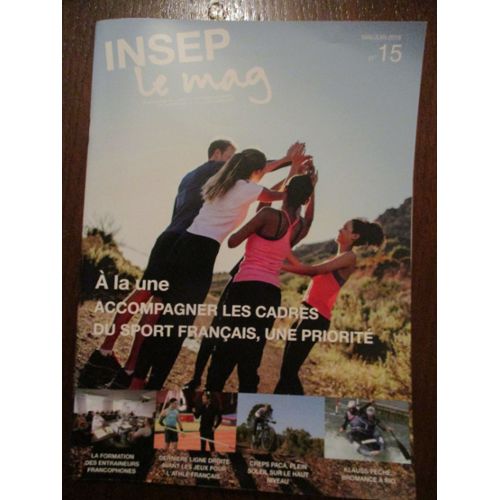 INSEP
le mag
n° 15
À la une
ACCOMPAGNER LES CADRES
DU SPORT FRANÇAIS, UNE PRIORITÉ
LA FORMATION
DES ENTRAINEURS
FRANCOPHONES
DERNIÈRE LIGNE DROITE
AVANT LES JEUX POUR
L'ATHLÉ FRANÇAIS
CREPS PACA, PLEIN
SOLEIL SUR LE HAUT
NIVEAU
KLAUSS/PÉCHÉ,
BROMANCE À RIO